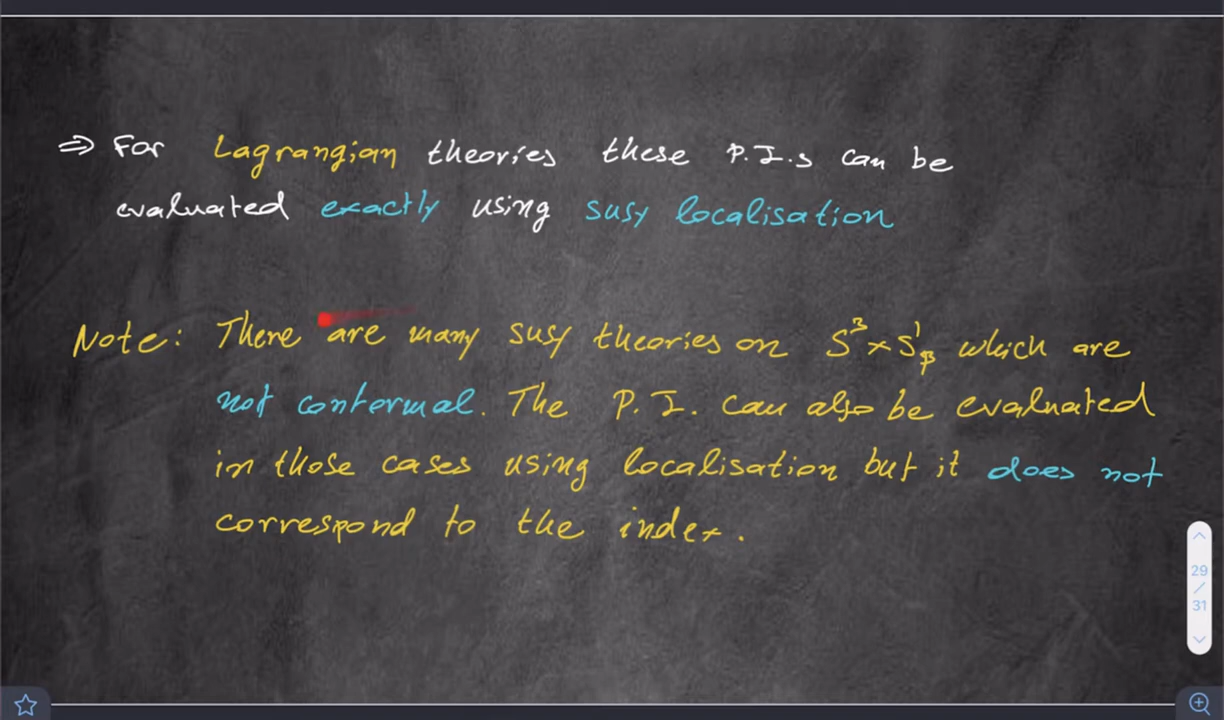 ⇒ For Lagrangian theories these P.I.s can be
evaluated exactly using susy localisation
Note: There are many susy theories on S³×S¹_β which are
not conformal. The P.I. can also be evaluated
in those cases using localisation but it does not
correspond to the index.
29
/
31